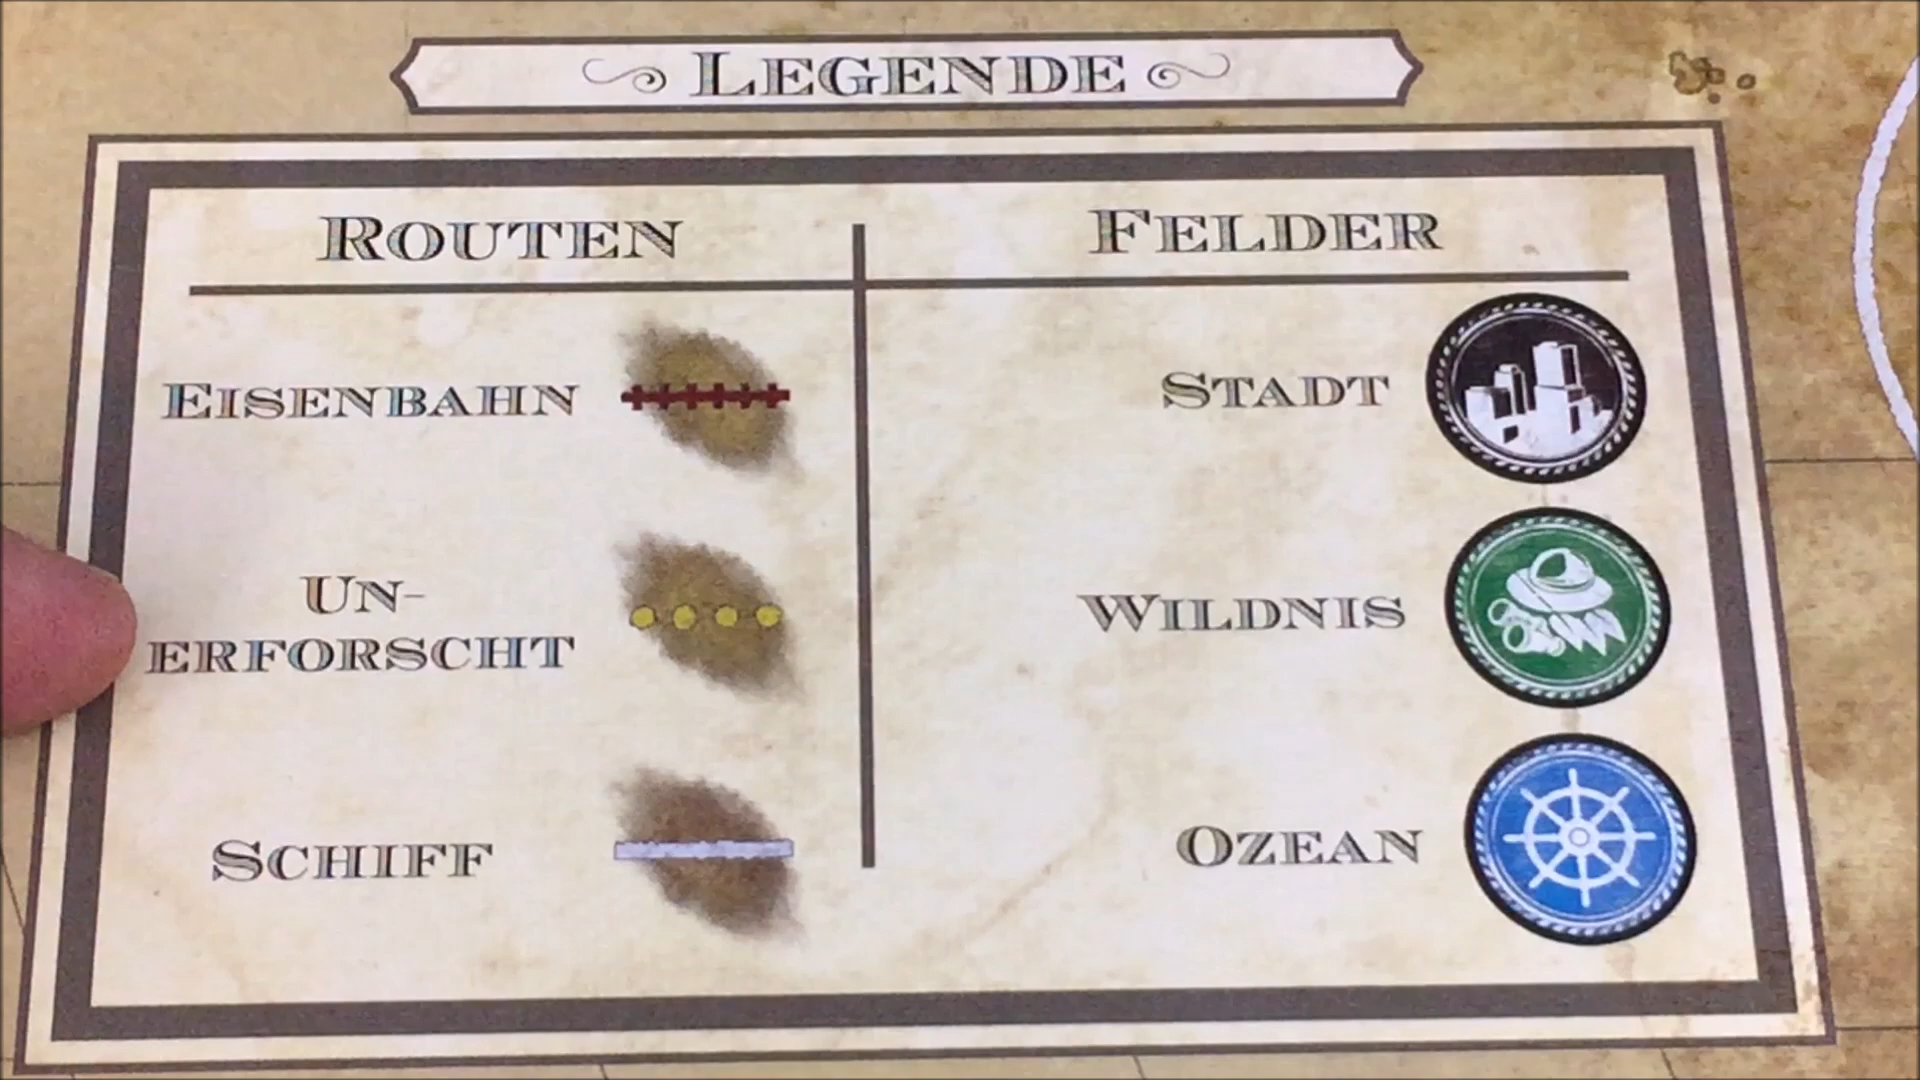 LEGENDE
ROUTEN
EISENBAHN
UN-
ERFORSCHT
SCHIFF
FELDER
STADT
WILDNIS
OZEAN